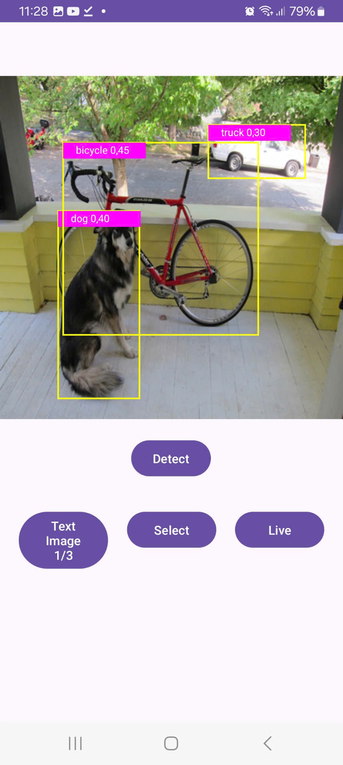 11:28
79%
truck 0,30
bicycle 0,45
dog 0,40
Detect
Text
Image
1/3
Select
Live